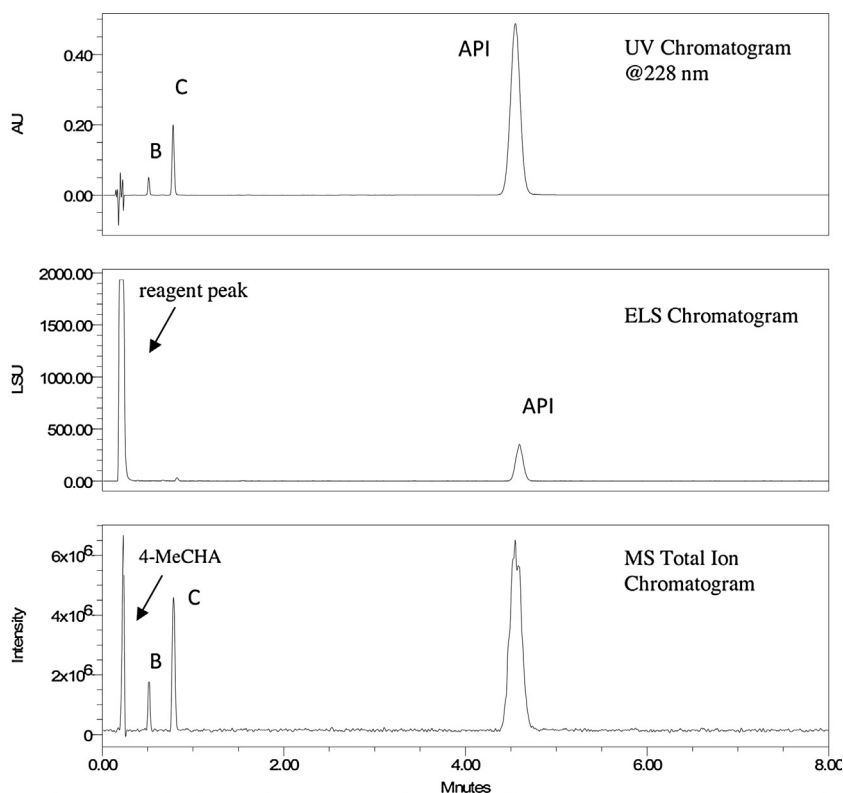 UV Chromatogram
@228 nm
API
C
B
AU
0.40
0.20
0.00
ELS Chromatogram
reagent peak
API
LSU
2000.00
1500.00
1000.00
500.00
0.00
MS Total Ion
Chromatogram
4-MeCHA
C
B
Intensity
6x10⁶
4x10⁶
2x10⁶
0
0.00 2.00 4.00 6.00 8.00
Mnutes